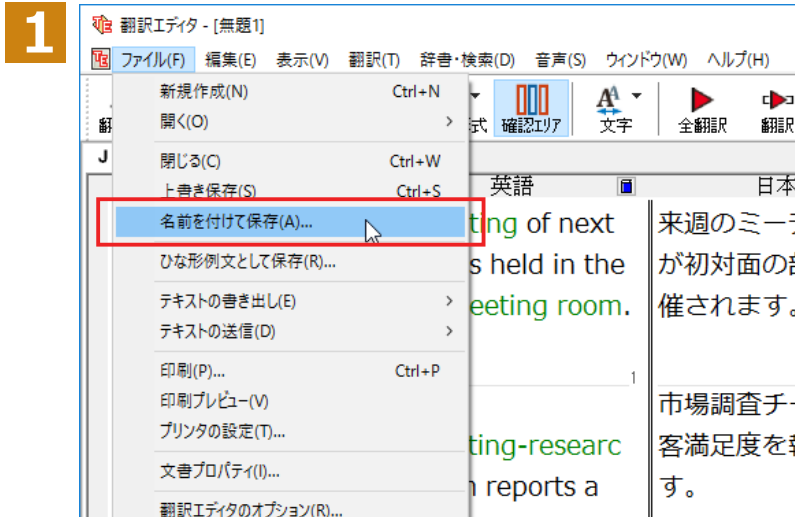 1
翻訳エディタ - [無題1]
ファイル(F) 編集(E) 表示(V) 翻訳(T) 辞書・検索(D) 音声(S) ウィンドウ(W) ヘルプ(H)
新規作成(N) Ctrl+N
開く(O) >
閉じる(C) Ctrl+W
上書き保存(S) Ctrl+S
名前を付けて保存(A)...
ひな形例文として保存(R)...
テキストの書き出し(E) >
テキストの送信(D) >
印刷(P)... Ctrl+P
印刷プレビュー(V)
プリンタの設定(T)...
文書プロパティ(I)...
翻訳エディタのオプション(R)...
式 確認エリア 文字 全翻訳 翻訳
J
英語 日本
ting of next
s held in the
eeting room.
1
ting-researc
reports a
来週のミー
が初対面の
催されます。
市場調査チ
客満足度を
す。